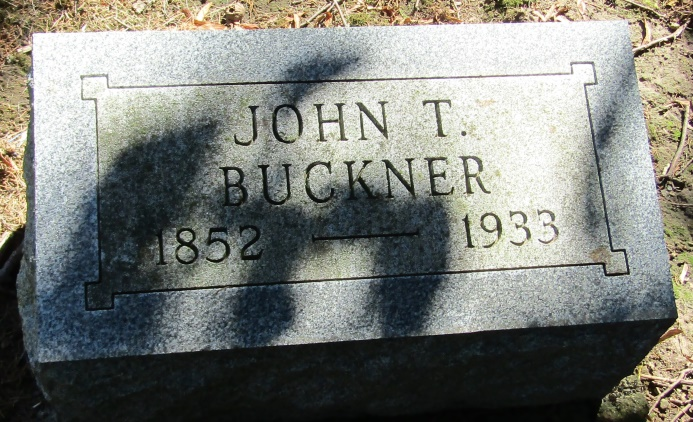 JOHN T.
BUCKNER
1852 — 1933